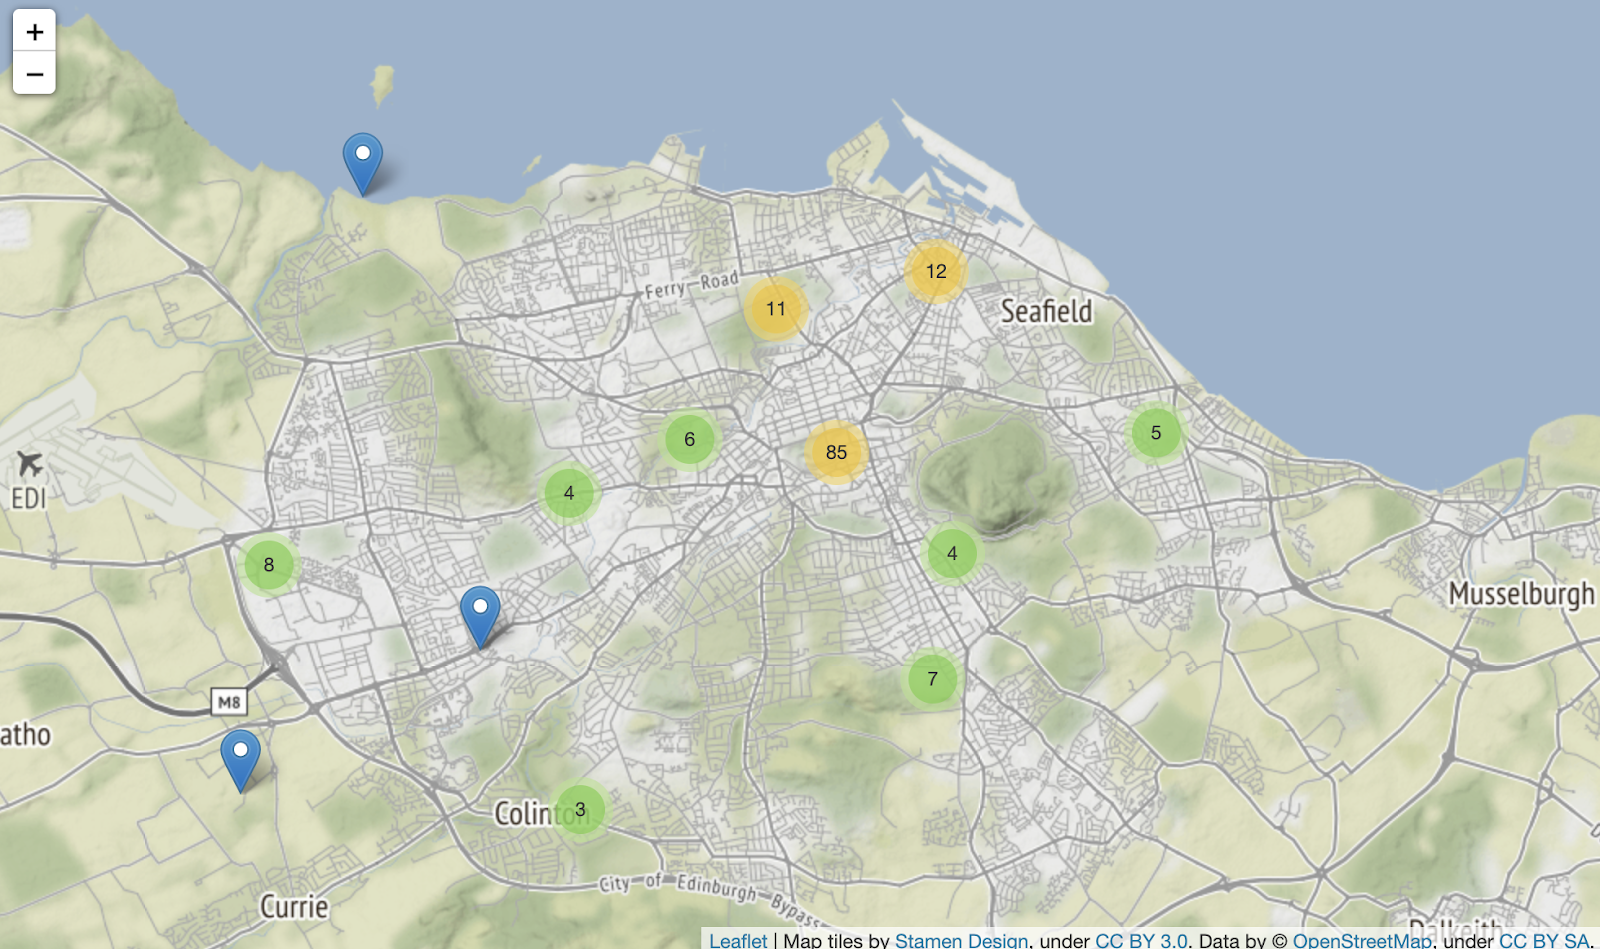 +
−
12
Ferry Road
11
Seafield
5
6
85
4
EDI
4
8
Musselburgh
7
M8
atho
3
Colinton
City of Edinburgh Bypass
Currie
Dalkeith
Leaflet | Map tiles by Stamen Design, under CC BY 3.0. Data by © OpenStreetMap, under CC BY SA.